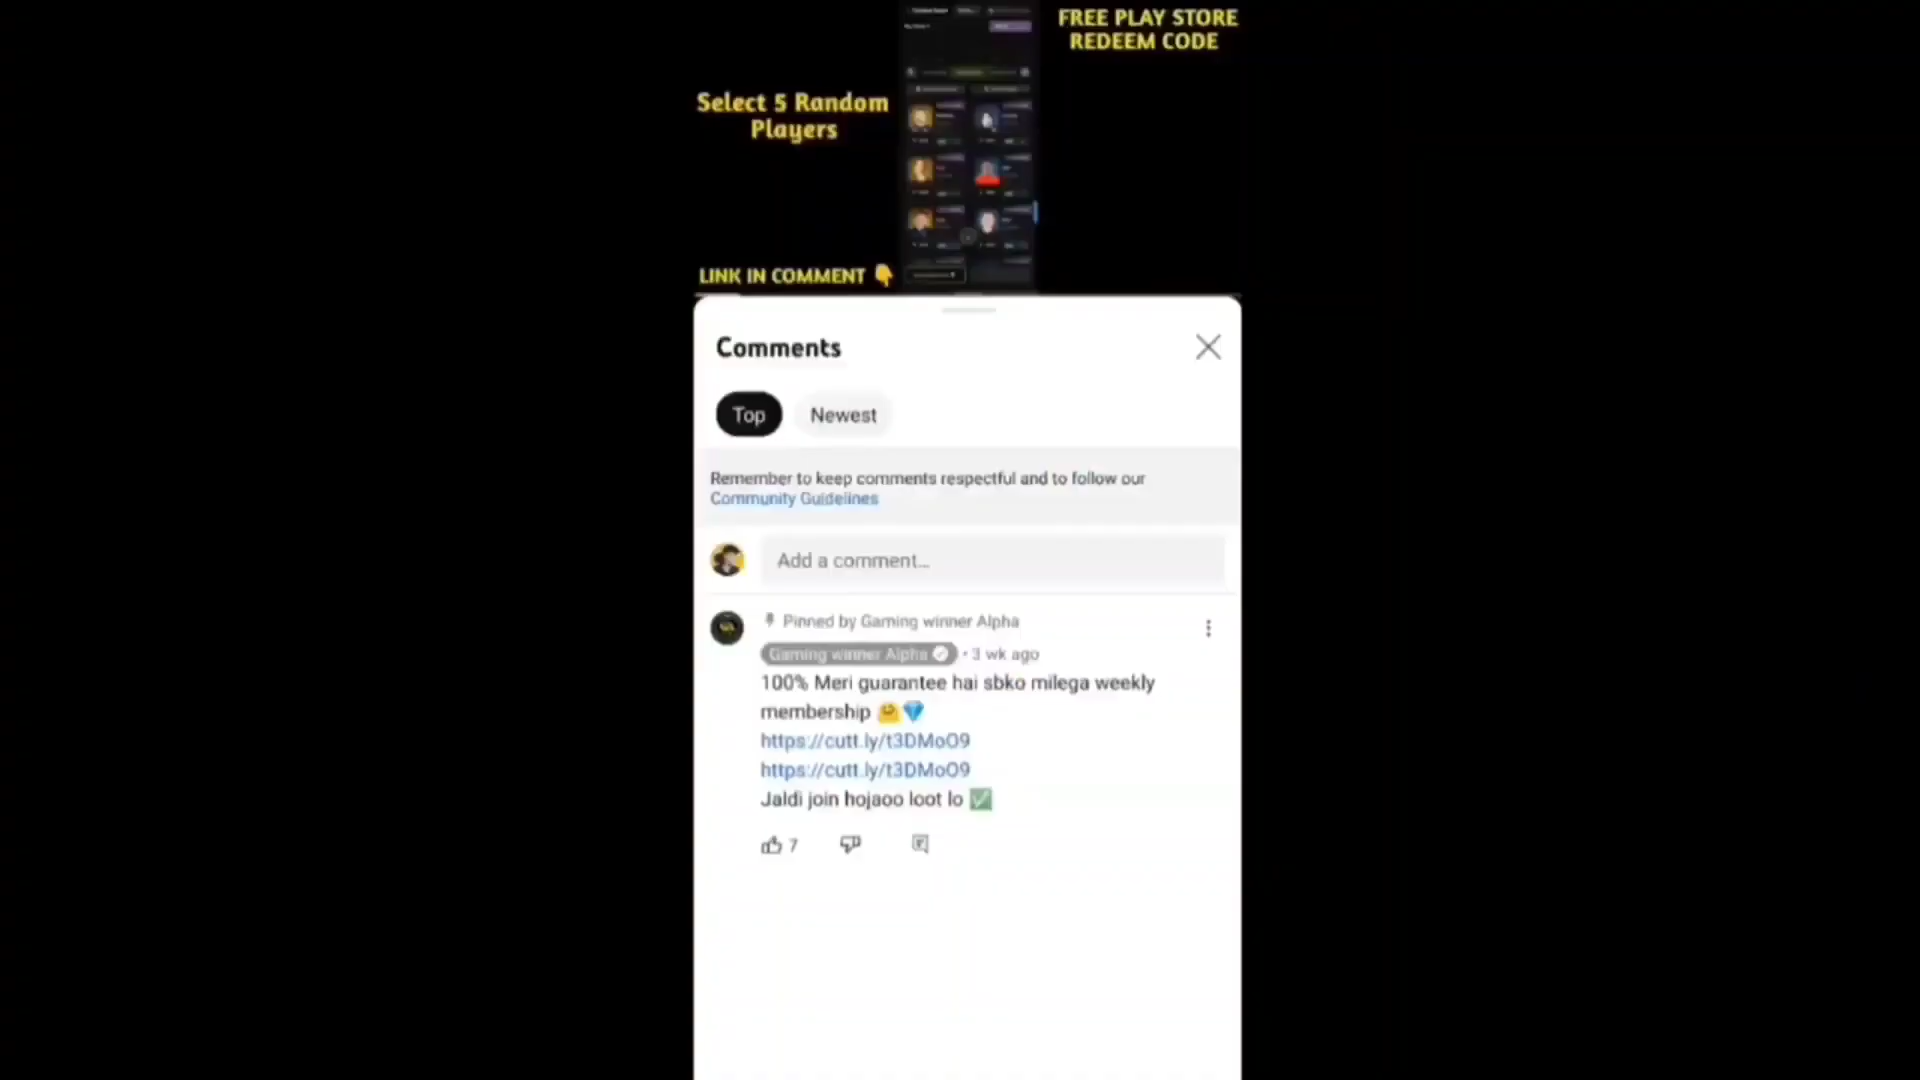 FREE PLAY STORE
REDEEM CODE
Select 5 Random
Players
LINK IN COMMENT 👇
Comments
Top
Newest
Remember to keep comments respectful and to follow our
Community Guidelines
Add a comment...
Pinned by Gaming winner Alpha
Gaming winner Alpha • 3 wk ago
100% Meri guarantee hai sbko milega weekly
membership 🤗💎
https://cutt.ly/t3DMoO9
https://cutt.ly/t3DMoO9
Jaldi join hojaoo loot lo ✅
7